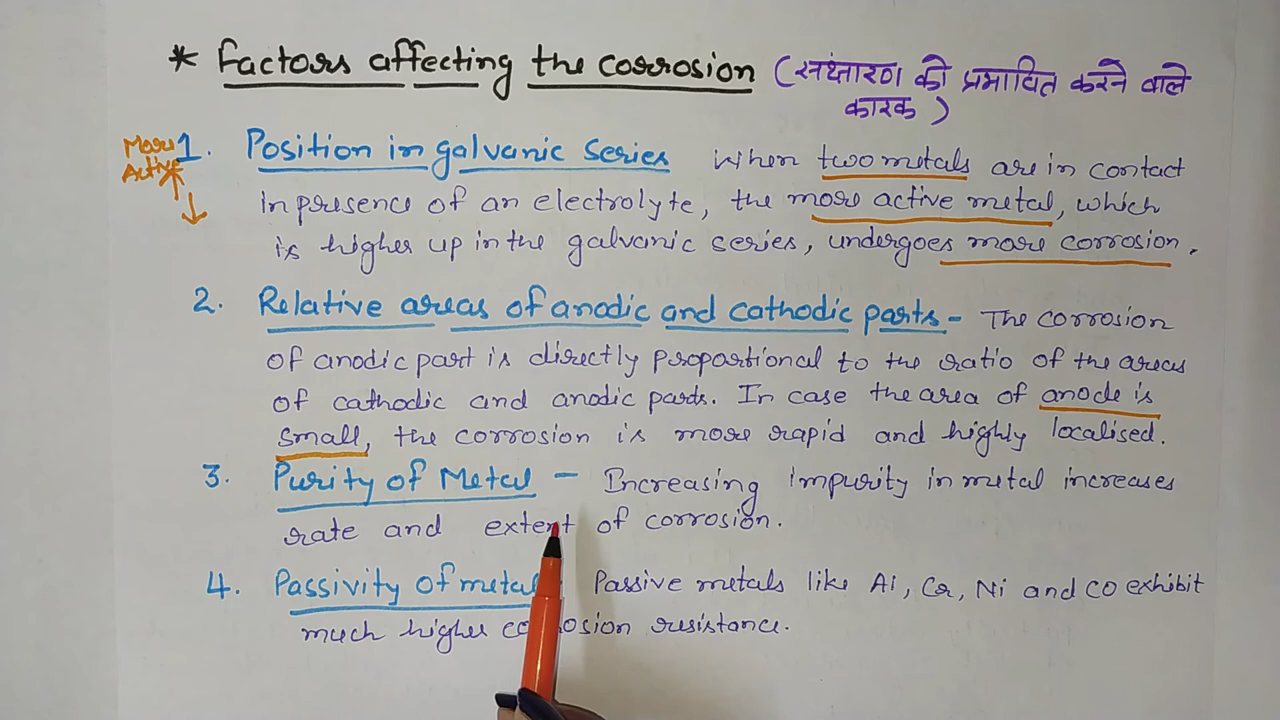 * Factors affecting the corrosion (संक्षारण को प्रभावित करने वाले
कारक)
More
Active
1. Position in galvanic series When two metals are in contact
in presence of an electrolyte, the more active metal, which
is higher up in the galvanic series, undergoes more corrosion.
2. Relative areas of anodic and cathodic parts - The corrosion
of anodic part is directly proportional to the ratio of the areas
of cathodic and anodic parts. In case the area of anode is
small, the corrosion is more rapid and highly localised.
3. Purity of Metal - Increasing impurity in metal increases
rate and extent of corrosion.
4. Passivity of metal Passive metals like Al, Cr, Ni and CO exhibit
much higher corrosion resistance.